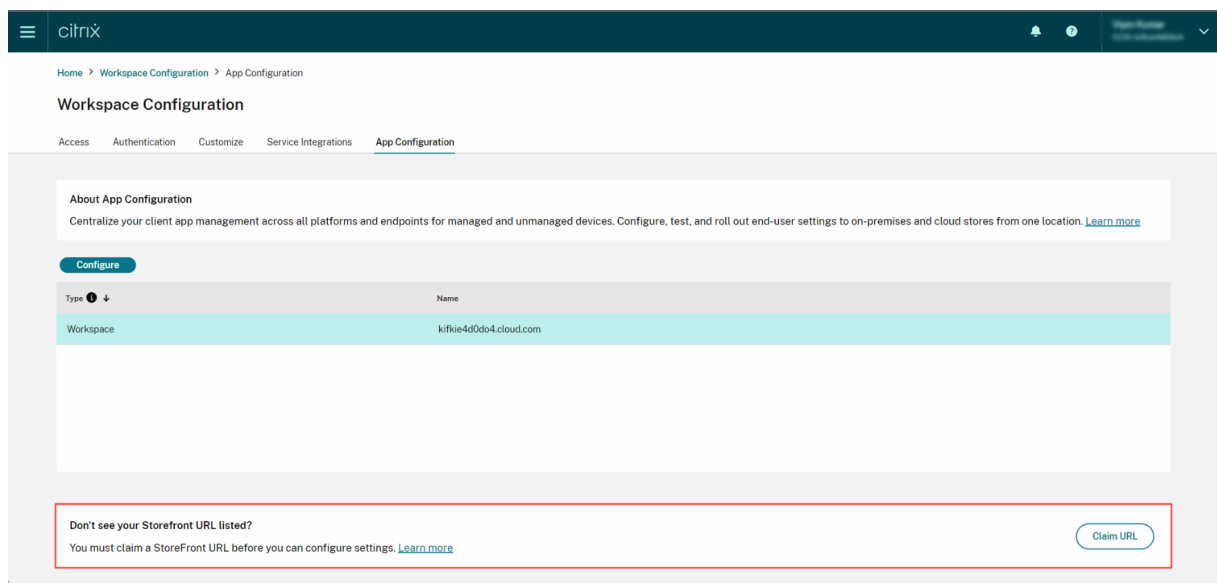 citrix
Home > Workspace Configuration > App Configuration
Workspace Configuration
Access Authentication Customize Service Integrations App Configuration
About App Configuration
Centralize your client app management across all platforms and endpoints for managed and unmanaged devices. Configure, test, and roll out end-user settings to on-premises and cloud stores from one location. Learn more
Configure
Type Name
Workspace kifkie4d0do4.cloud.com
Don't see your Storefront URL listed?
You must claim a StoreFront URL before you can configure settings. Learn more
Claim URL